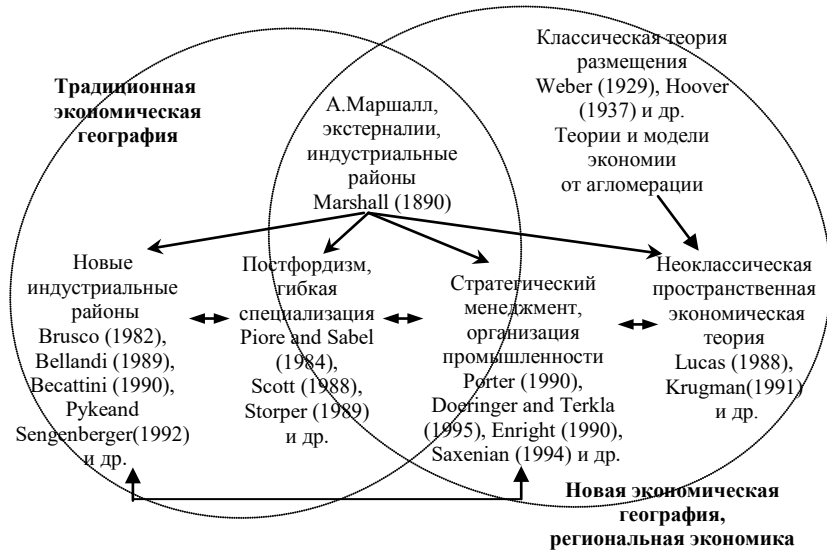 Традиционная
экономическая
география
А.Маршалл,
экстерналии,
индустриальные
районы
Marshall (1890)
Классическая теория
размещения
Weber (1929), Hoover
(1937) и др.
Теории и модели
экономии
от агломерации
Новые
индустриальные
районы
Brusco (1982),
Bellandi (1989),
Becattini (1990),
Pykeand
Sengenberger(1992)
и др.
Постфордизм,
гибкая
специализация
Piore and Sabel
(1984),
Scott (1988),
Storper (1989)
и др.
Стратегический
менеджмент,
организация
промышленности
Porter (1990),
Doeringer and Terkla
(1995), Enright (1990),
Saxenian (1994) и др.
Неоклассическая
пространственная
экономическая
теория
Lucas (1988),
Krugman(1991)
и др.
Новая экономическая
география,
региональная экономика